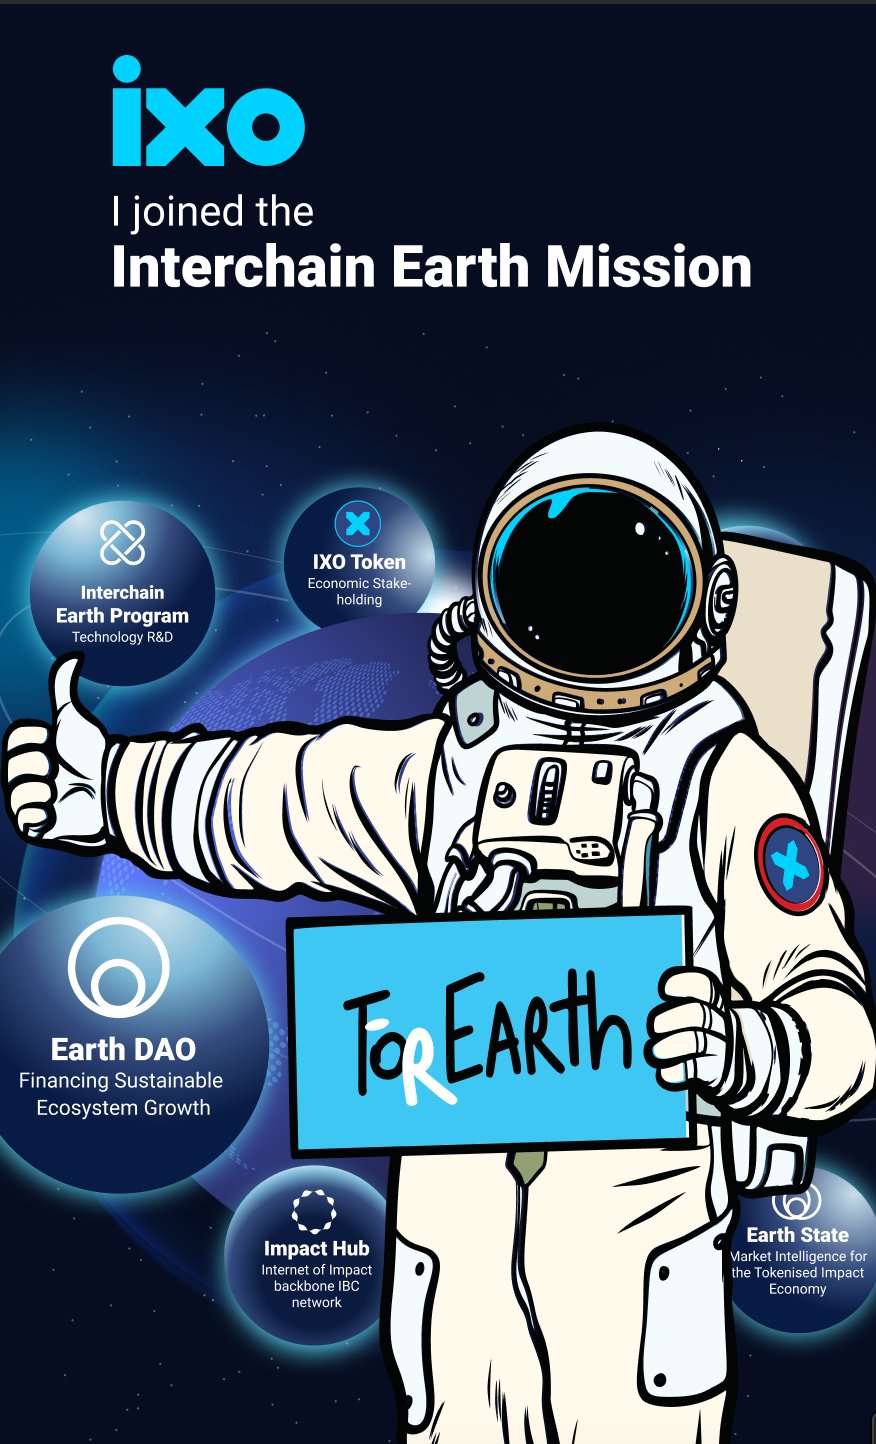 ixo
I joined the
Interchain Earth Mission
Interchain
Earth Program
Technology R&D
IXO Token
Economic Stake-
holding
Earth DAO
Financing Sustainable
Ecosystem Growth
ToR EARth
Impact Hub
Internet of Impact
backbone IBC
network
Earth State
Market Intelligence for
the Tokenised Impact
Economy